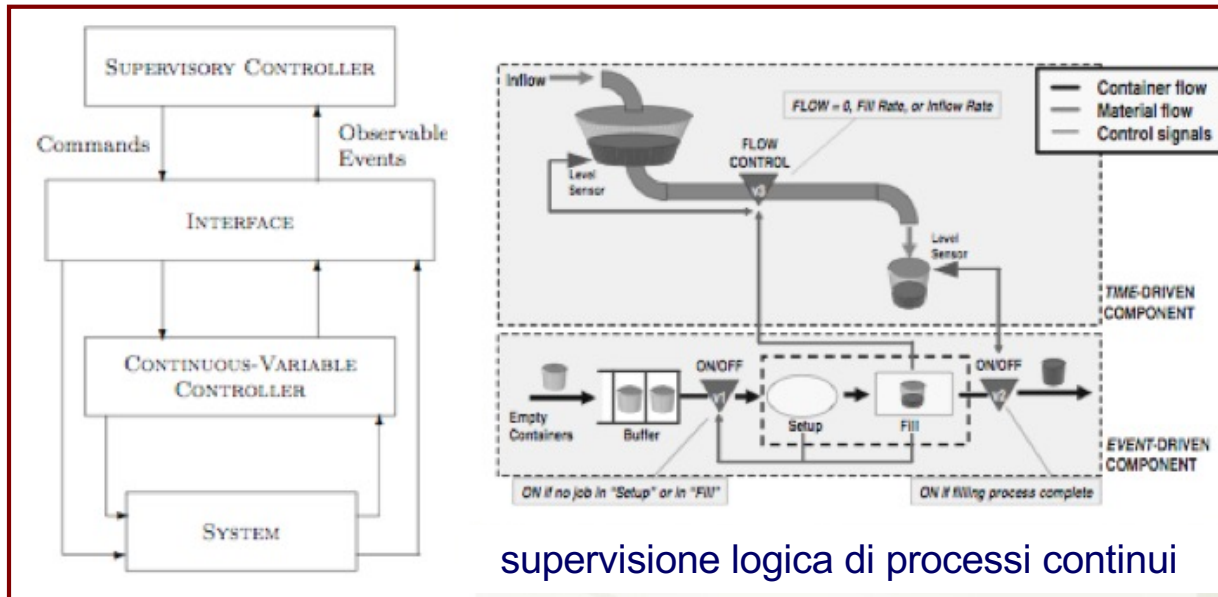 SUPERVISORY CONTROLLER
Commands
Observable
Events
INTERFACE
CONTINUOUS-VARIABLE
CONTROLLER
SYSTEM
Inflow
FLOW = 0, Fill Rate, or Inflow Rate
Container flow
Material flow
Control signals
Level
Sensor
FLOW
CONTROL
v3
Level
Sensor
TIME-DRIVEN
COMPONENT
Empty
Containers
Buffer
ON/OFF
v1
Setup
Fill
ON/OFF
v2
EVENT-DRIVEN
COMPONENT
ON if no job in "Setup" or in "Fill"
ON if filling process complete
supervisione logica di processi continui